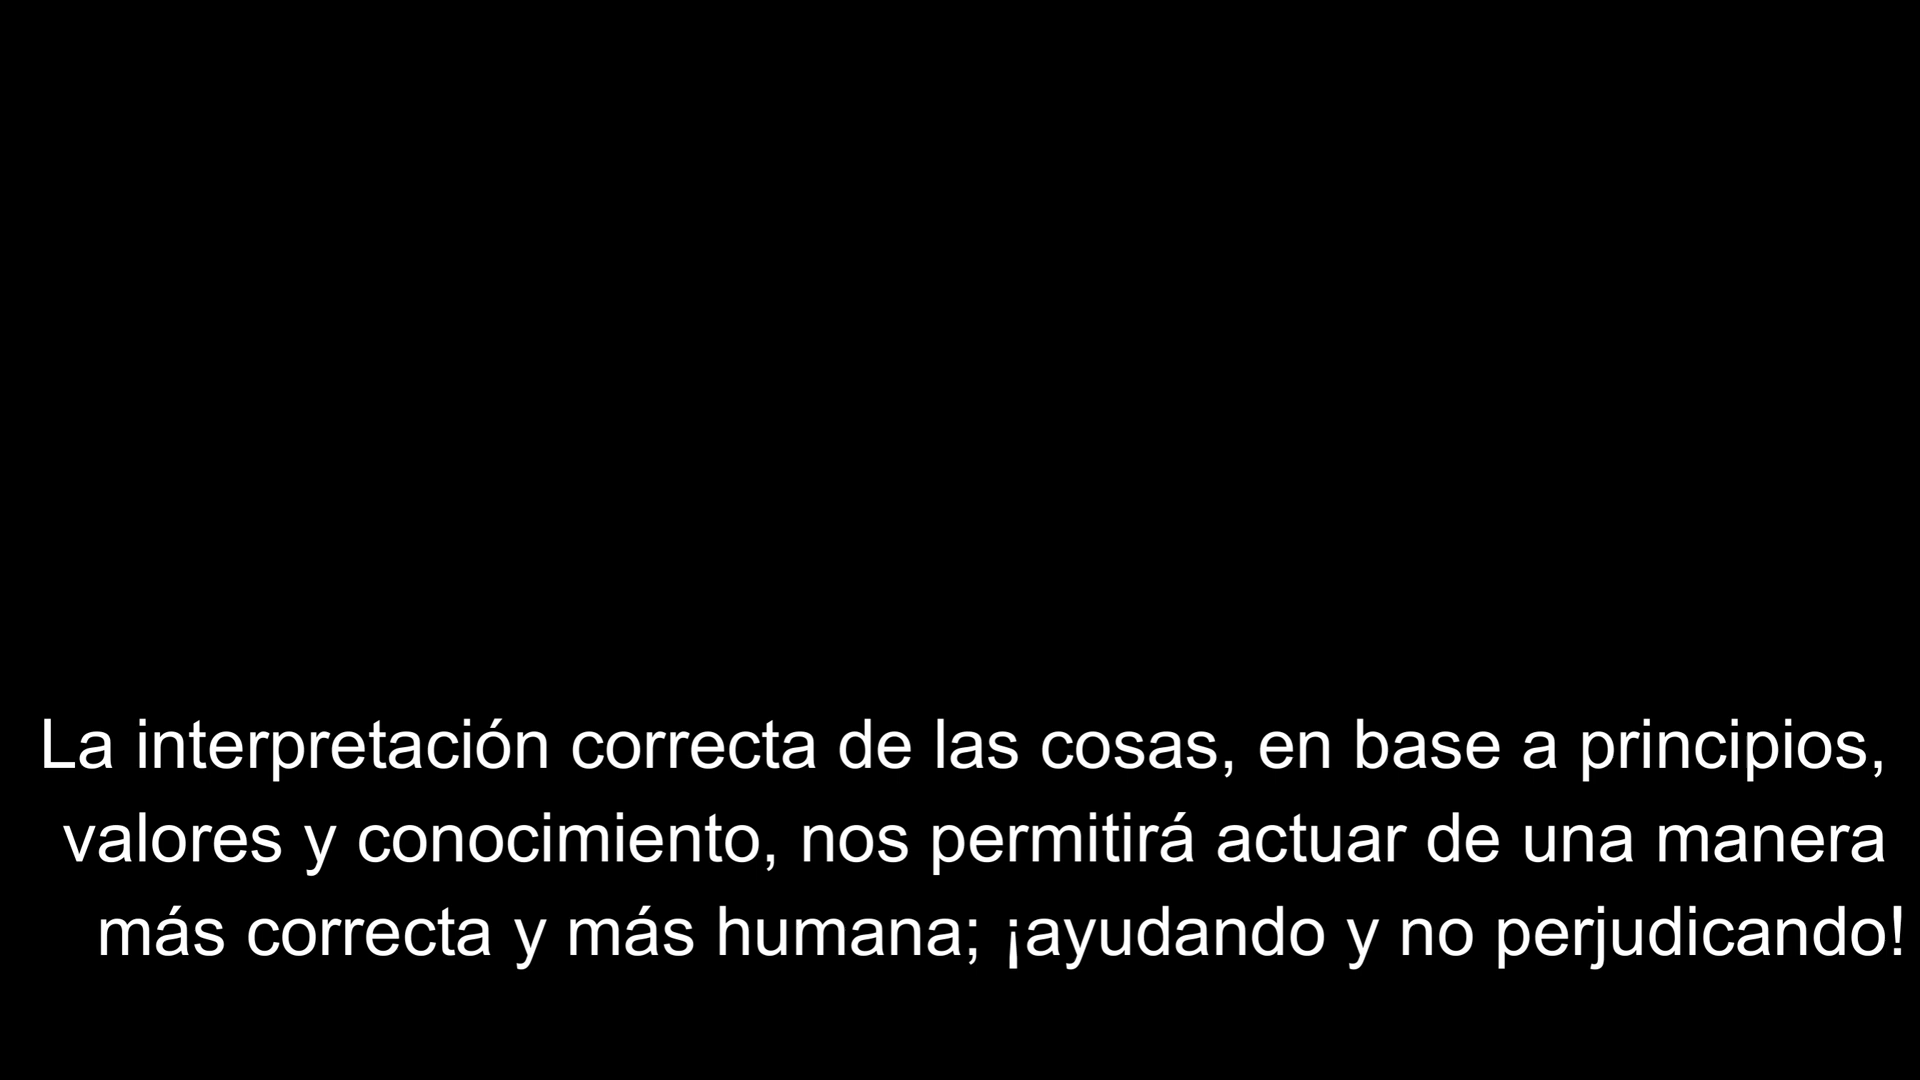 La interpretación correcta de las cosas, en base a principios,
valores y conocimiento, nos permitirá actuar de una manera
más correcta y más humana; ¡ayudando y no perjudicando!